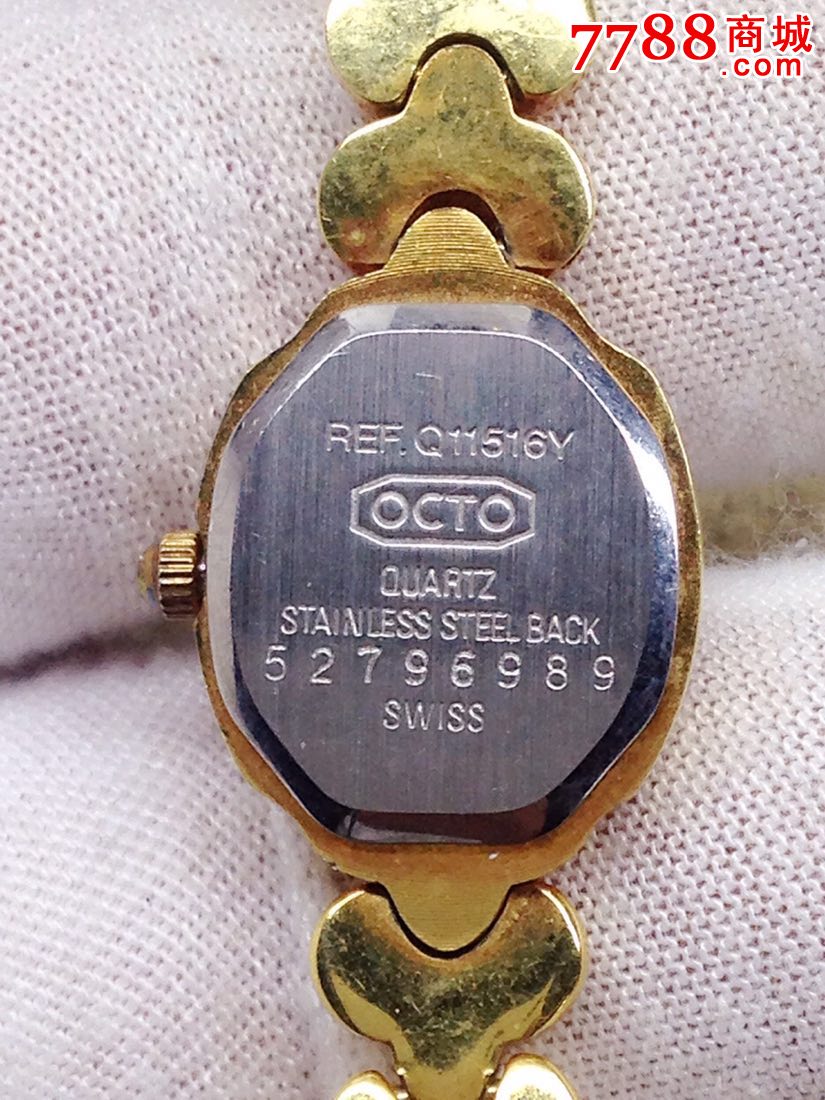 7788商城
.com
REF. Q11516Y
OCTO
QUARTZ
STAINLESS STEEL BACK
52796989
SWISS